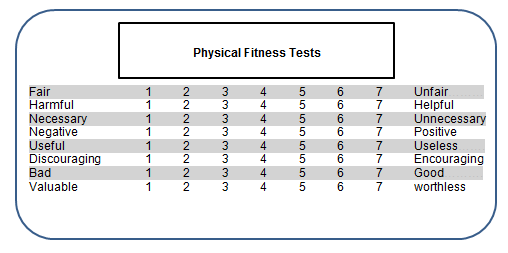 Physical Fitness Tests
Fair 1 2 3 4 5 6 7 Unfair
Harmful 1 2 3 4 5 6 7 Helpful
Necessary 1 2 3 4 5 6 7 Unnecessary
Negative 1 2 3 4 5 6 7 Positive
Useful 1 2 3 4 5 6 7 Useless
Discouraging 1 2 3 4 5 6 7 Encouraging
Bad 1 2 3 4 5 6 7 Good
Valuable 1 2 3 4 5 6 7 worthless